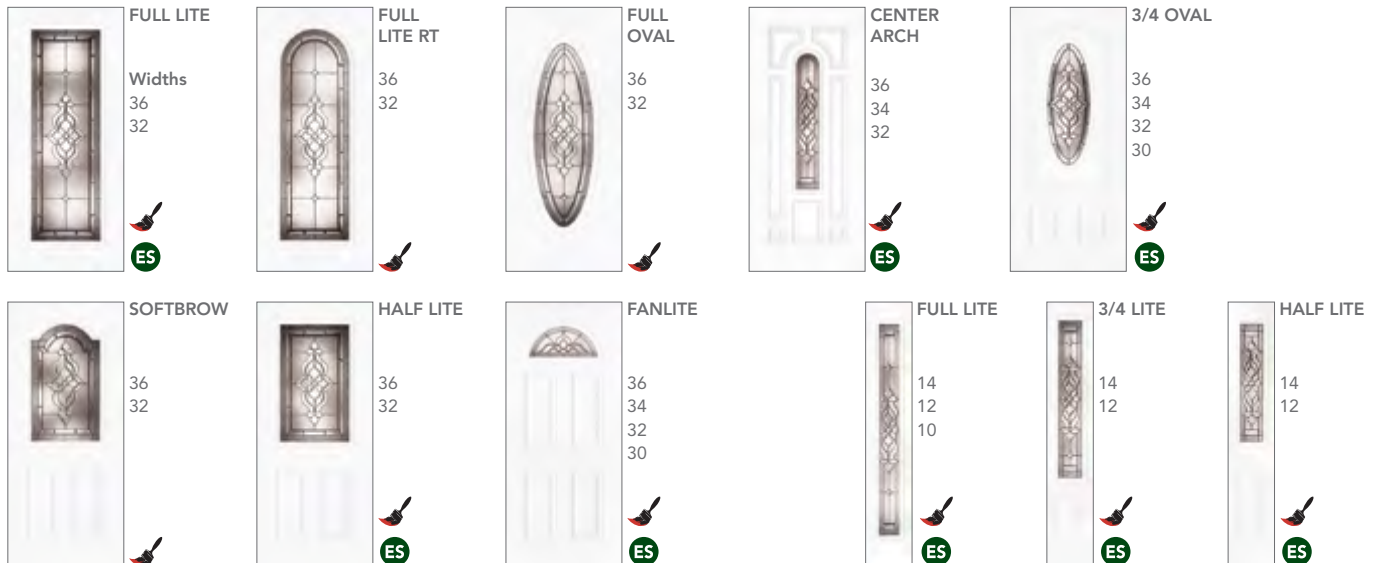 FULL LITE
Widths
36
32
ES
FULL
LITE RT
36
32
FULL
OVAL
36
32
CENTER
ARCH
36
34
32
ES
3/4 OVAL
36
34
32
30
ES
SOFTBROW
36
32
HALF LITE
36
32
ES
FANLITE
36
34
32
30
ES
FULL LITE
14
12
10
ES
3/4 LITE
14
12
ES
HALF LITE
14
12
ES